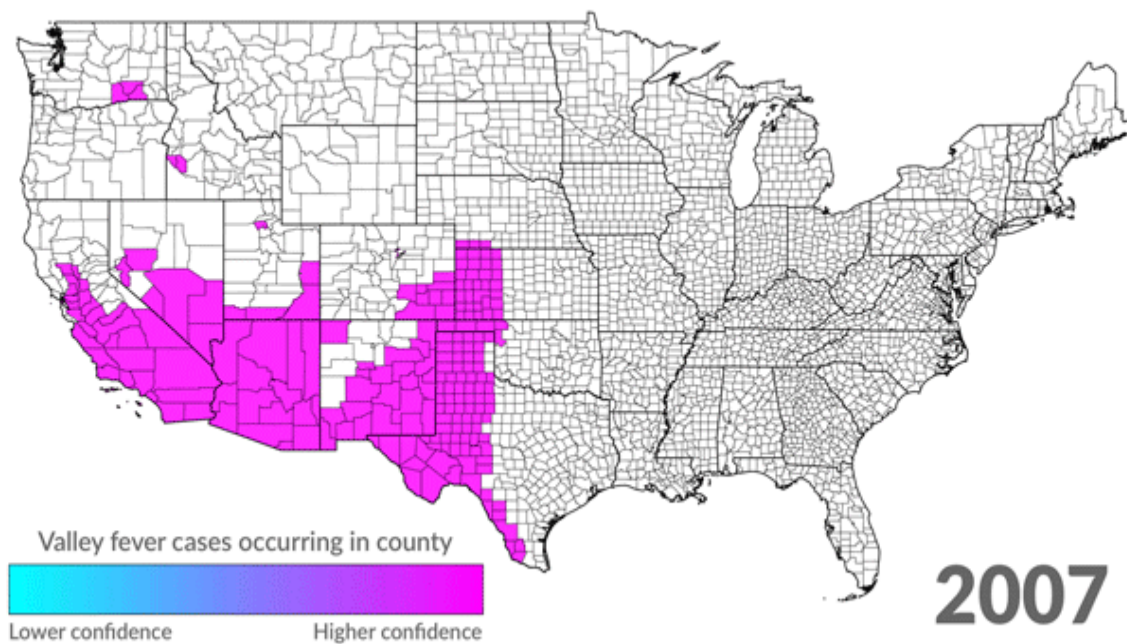 Valley fever cases occurring in county
Lower confidence
Higher confidence
2007